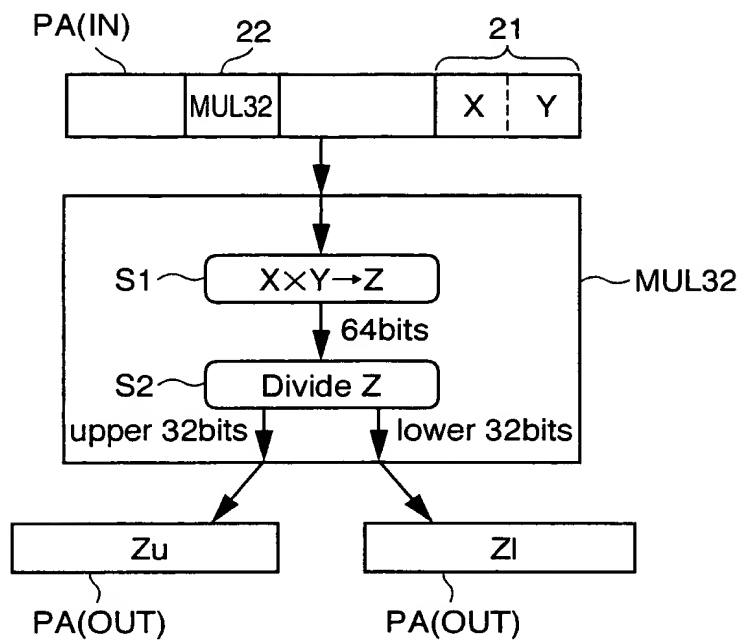 PA(IN)
22
21
MUL32
X
Y
S1
X×Y→Z
MUL32
64bits
S2
Divide Z
upper 32bits
lower 32bits
Zu
Zl
PA(OUT)
PA(OUT)